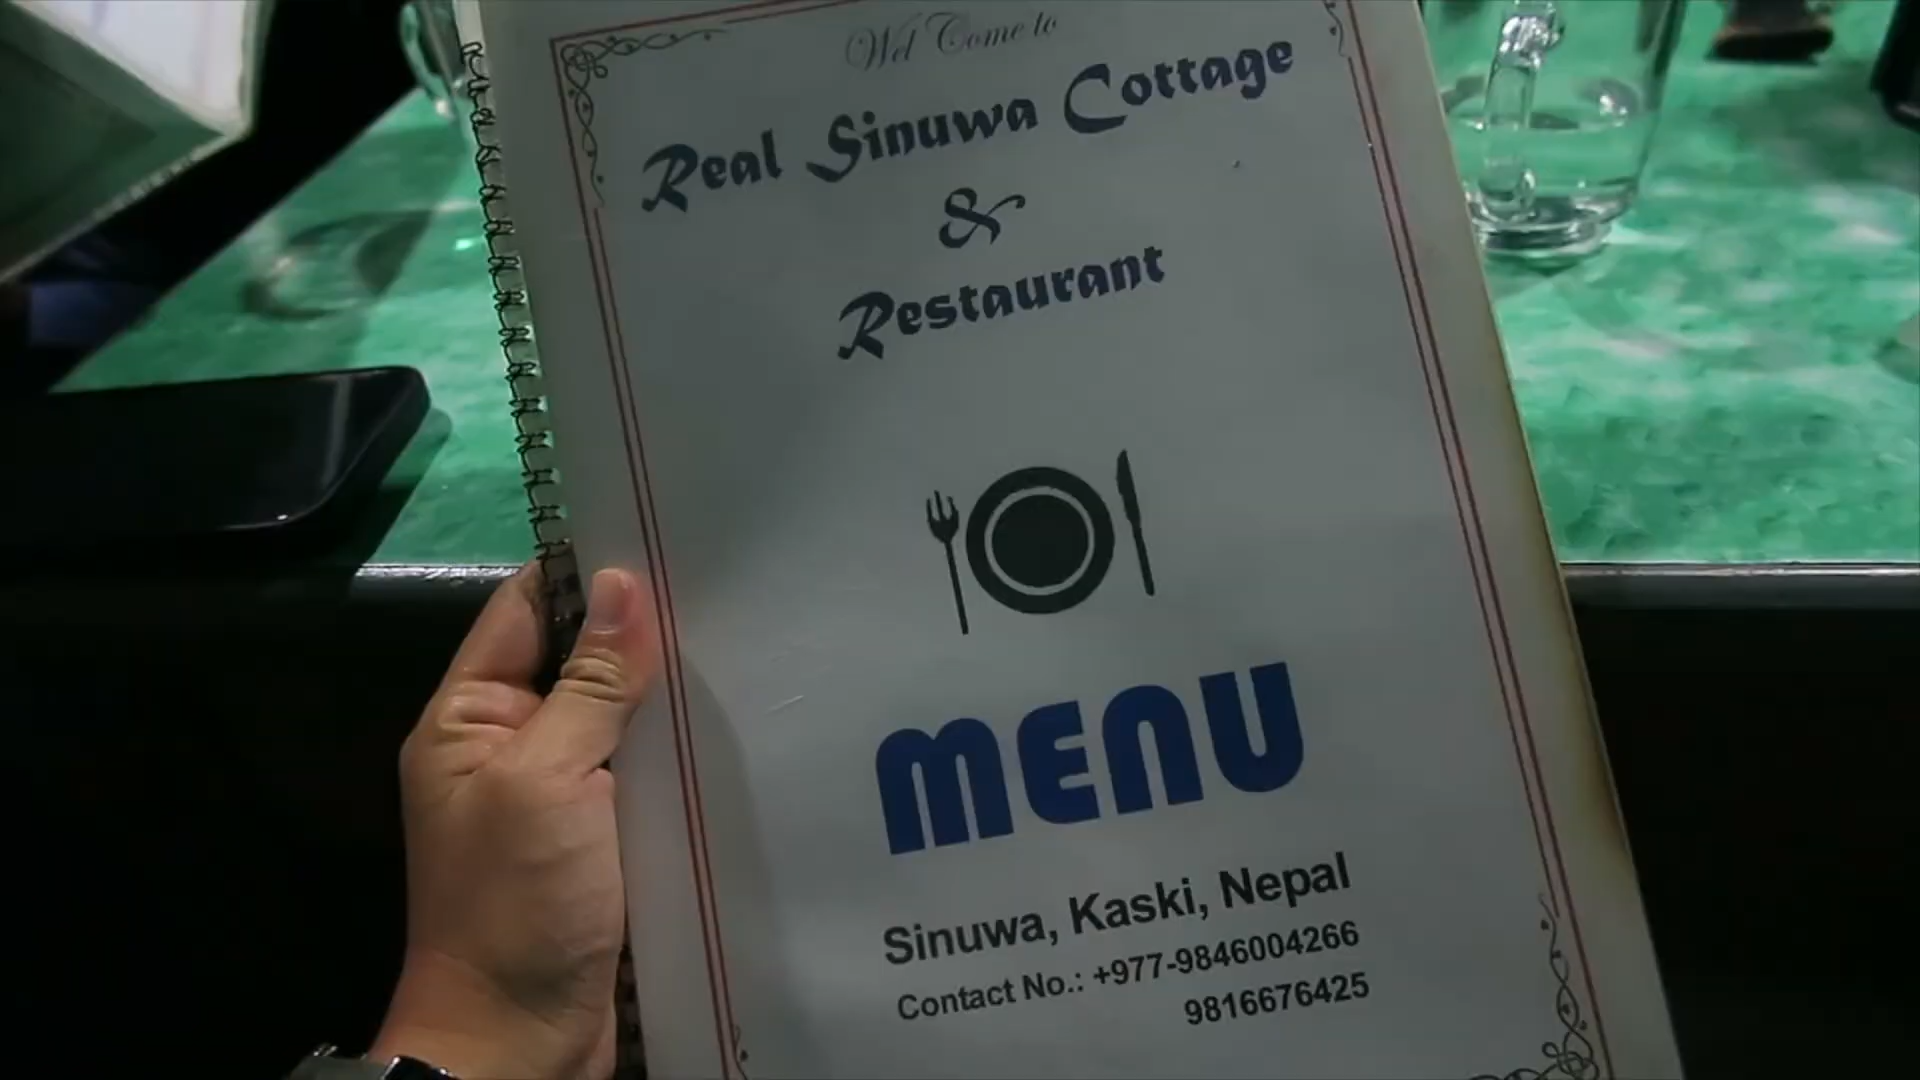 Wel Come to
Real Sinuwa Cottage
&
Restaurant
MENU
Sinuwa, Kaski, Nepal
Contact No.: +977-9846004266
9816676425